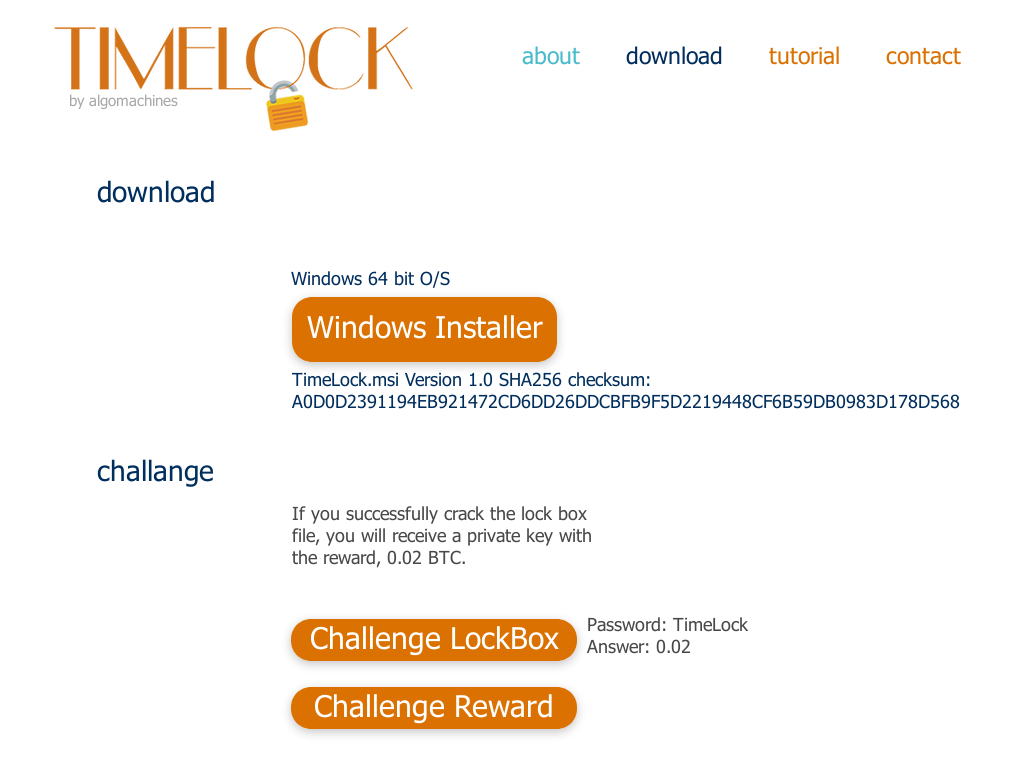 TIMELOCK
by algomachines
about download tutorial contact
download
Windows 64 bit O/S
Windows Installer
TimeLock.msi Version 1.0 SHA256 checksum:
A0D0D2391194EB921472CD6DD26DDCBFB9F5D2219448CF6B59DB0983D178D568
challange
If you successfully crack the lock box
file, you will receive a private key with
the reward, 0.02 BTC.
Challenge LockBox
Password: TimeLock
Answer: 0.02
Challenge Reward